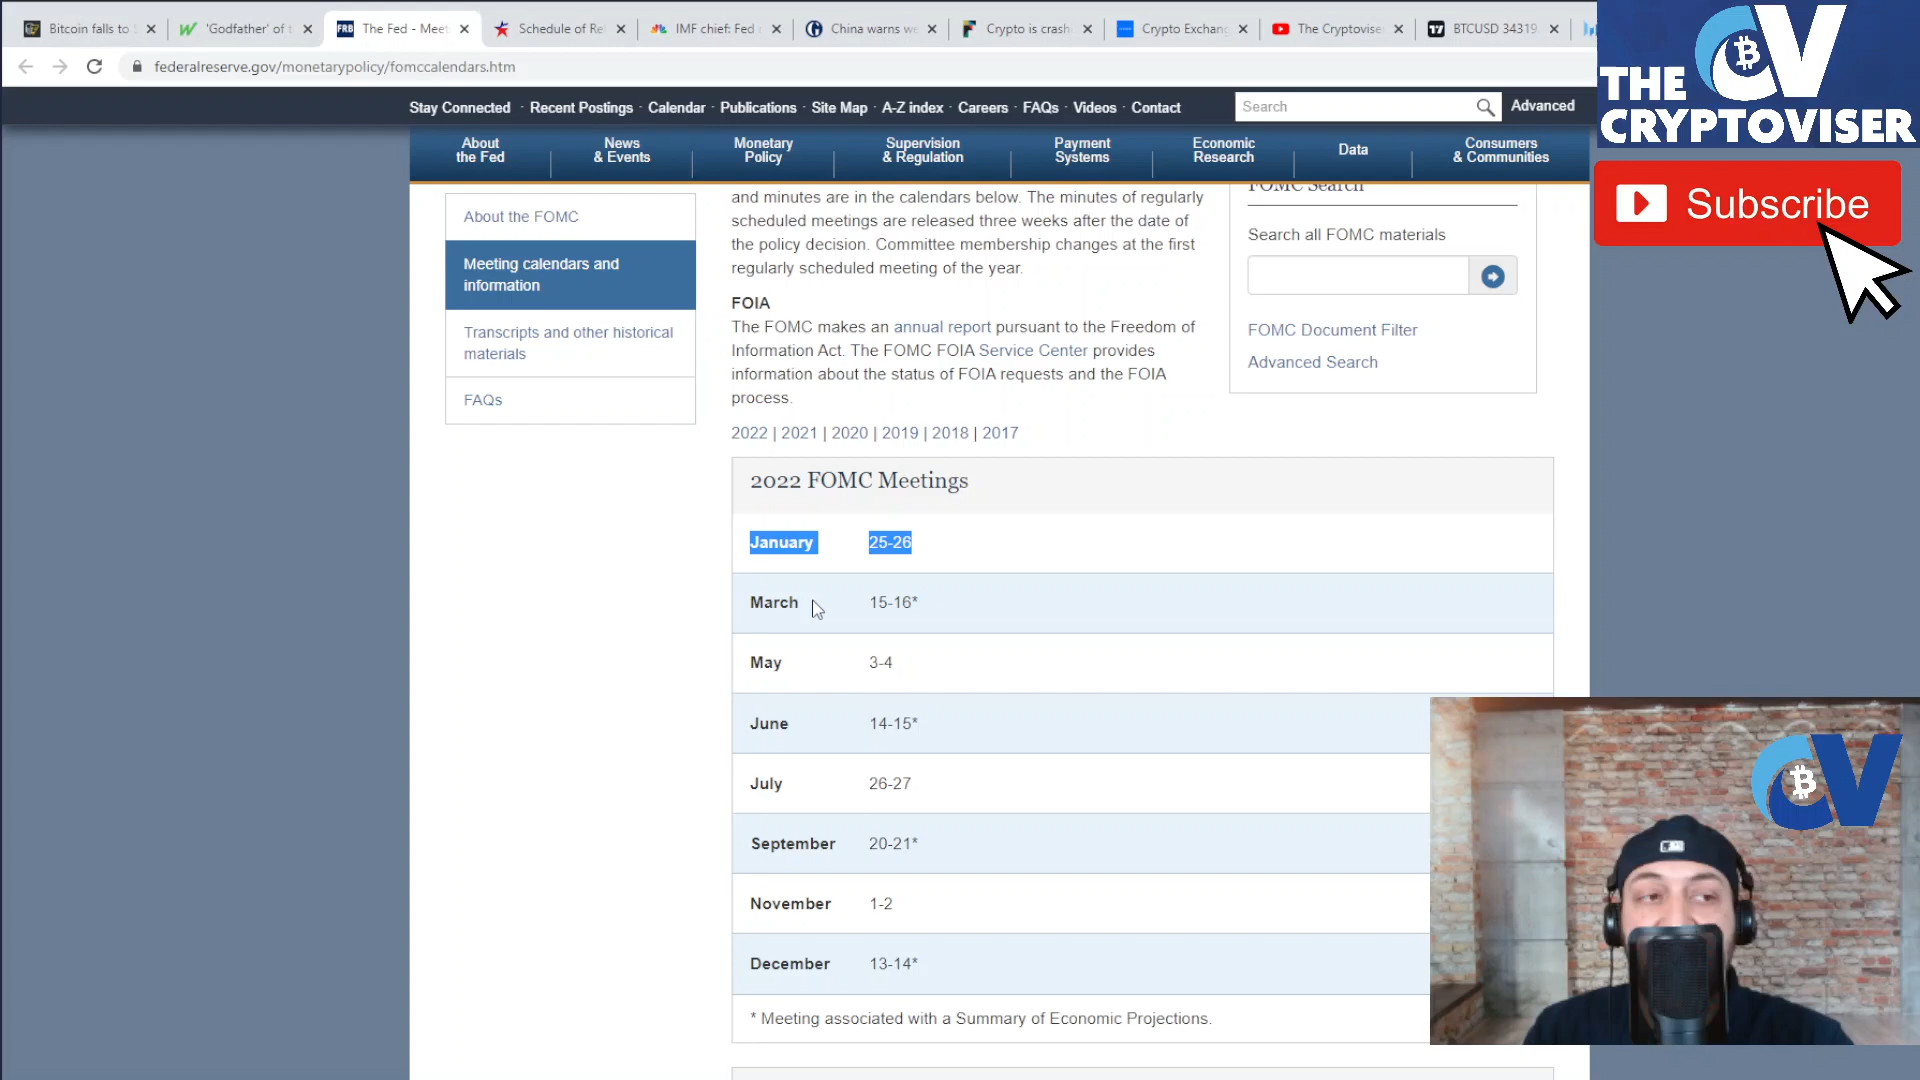 Bitcoin falls to
'Godfather' of t
FRB The Fed - Meet
Schedule of Re
IMF chief: Fed
China warns we
Crypto is crash
Crypto Exchang
The Cryptovise
BTCUSD 34319
federalreserve.gov/monetarypolicy/fomccalendars.htm
Stay Connected · Recent Postings · Calendar · Publications · Site Map · A-Z index · Careers · FAQs · Videos · Contact
Search
Advanced
About the Fed
News & Events
Monetary Policy
Supervision & Regulation
Payment Systems
Economic Research
Data
Consumers & Communities
About the FOMC
Meeting calendars and
information
Transcripts and other historical
materials
FAQs
and minutes are in the calendars below. The minutes of regularly
scheduled meetings are released three weeks after the date of
the policy decision. Committee membership changes at the first
regularly scheduled meeting of the year.
FOIA
The FOMC makes an annual report pursuant to the Freedom of
Information Act. The FOMC FOIA Service Center provides
information about the status of FOIA requests and the FOIA
process.
2022 | 2021 | 2020 | 2019 | 2018 | 2017
FOMC Search
Search all FOMC materials
FOMC Document Filter
Advanced Search
2022 FOMC Meetings
January 25-26
March 15-16*
May 3-4
June 14-15*
July 26-27
September 20-21*
November 1-2
December 13-14*
* Meeting associated with a Summary of Economic Projections.
CV
THE
CRYPTOVISER
Subscribe
CV